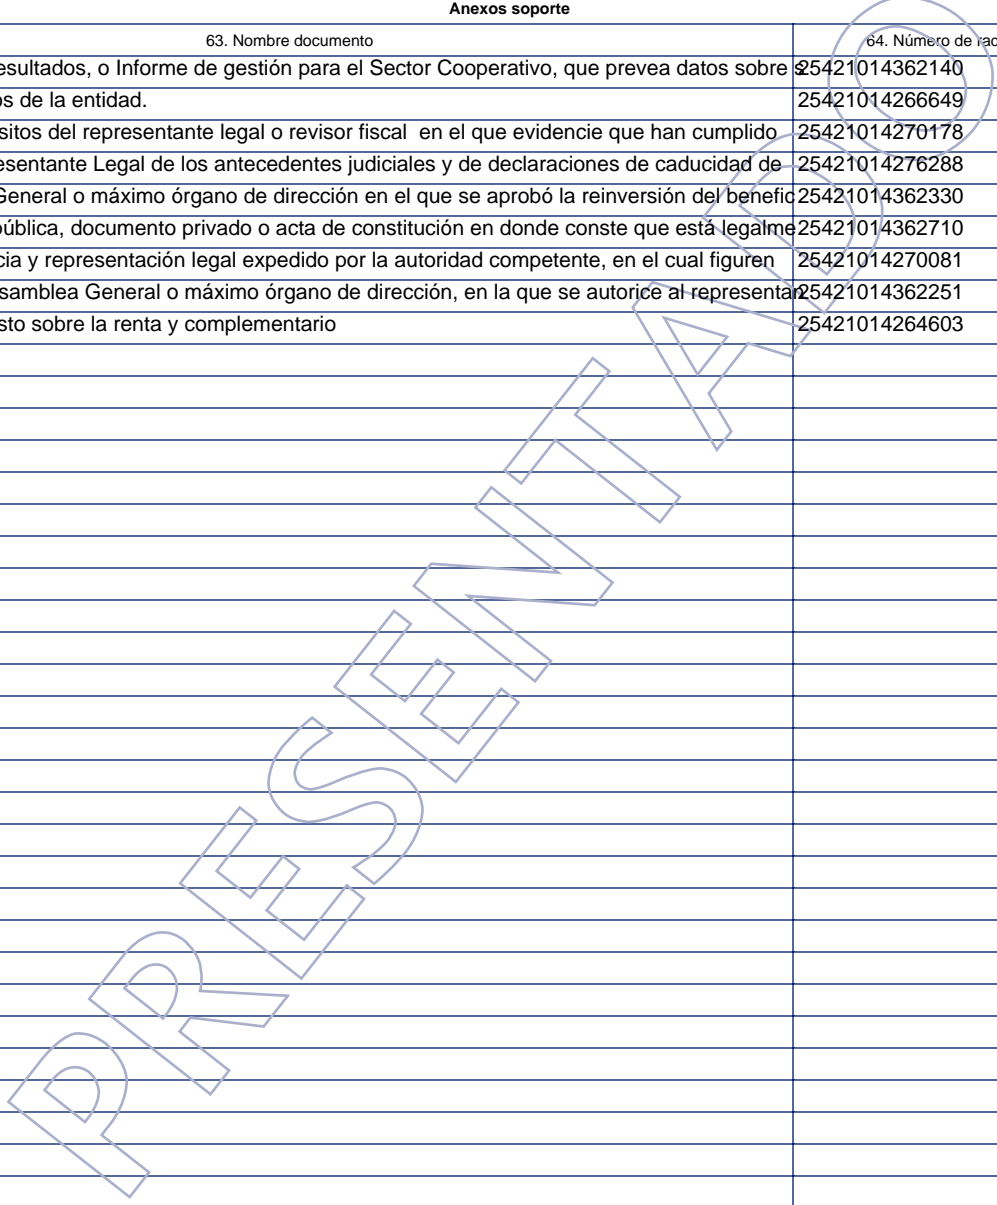 Anexos soporte
63. Nombre documento 64. Número de rad
esultados, o Informe de gestión para el Sector Cooperativo, que prevea datos sobre s 25421014362140
os de la entidad. 25421014266649
sitos del representante legal o revisor fiscal en el que evidencie que han cumplido 25421014270178
esentante Legal de los antecedentes judiciales y de declaraciones de caducidad de 25421014276288
General o máximo órgano de dirección en el que se aprobó la reinversión del benefic 25421014362330
pública, documento privado o acta de constitución en donde conste que está legalme 25421014362710
cia y representación legal expedido por la autoridad competente, en el cual figuren 25421014270081
samblea General o máximo órgano de dirección, en la que se autorice al representan 25421014362251
sto sobre la renta y complementario 25421014264603
PRESENTADO